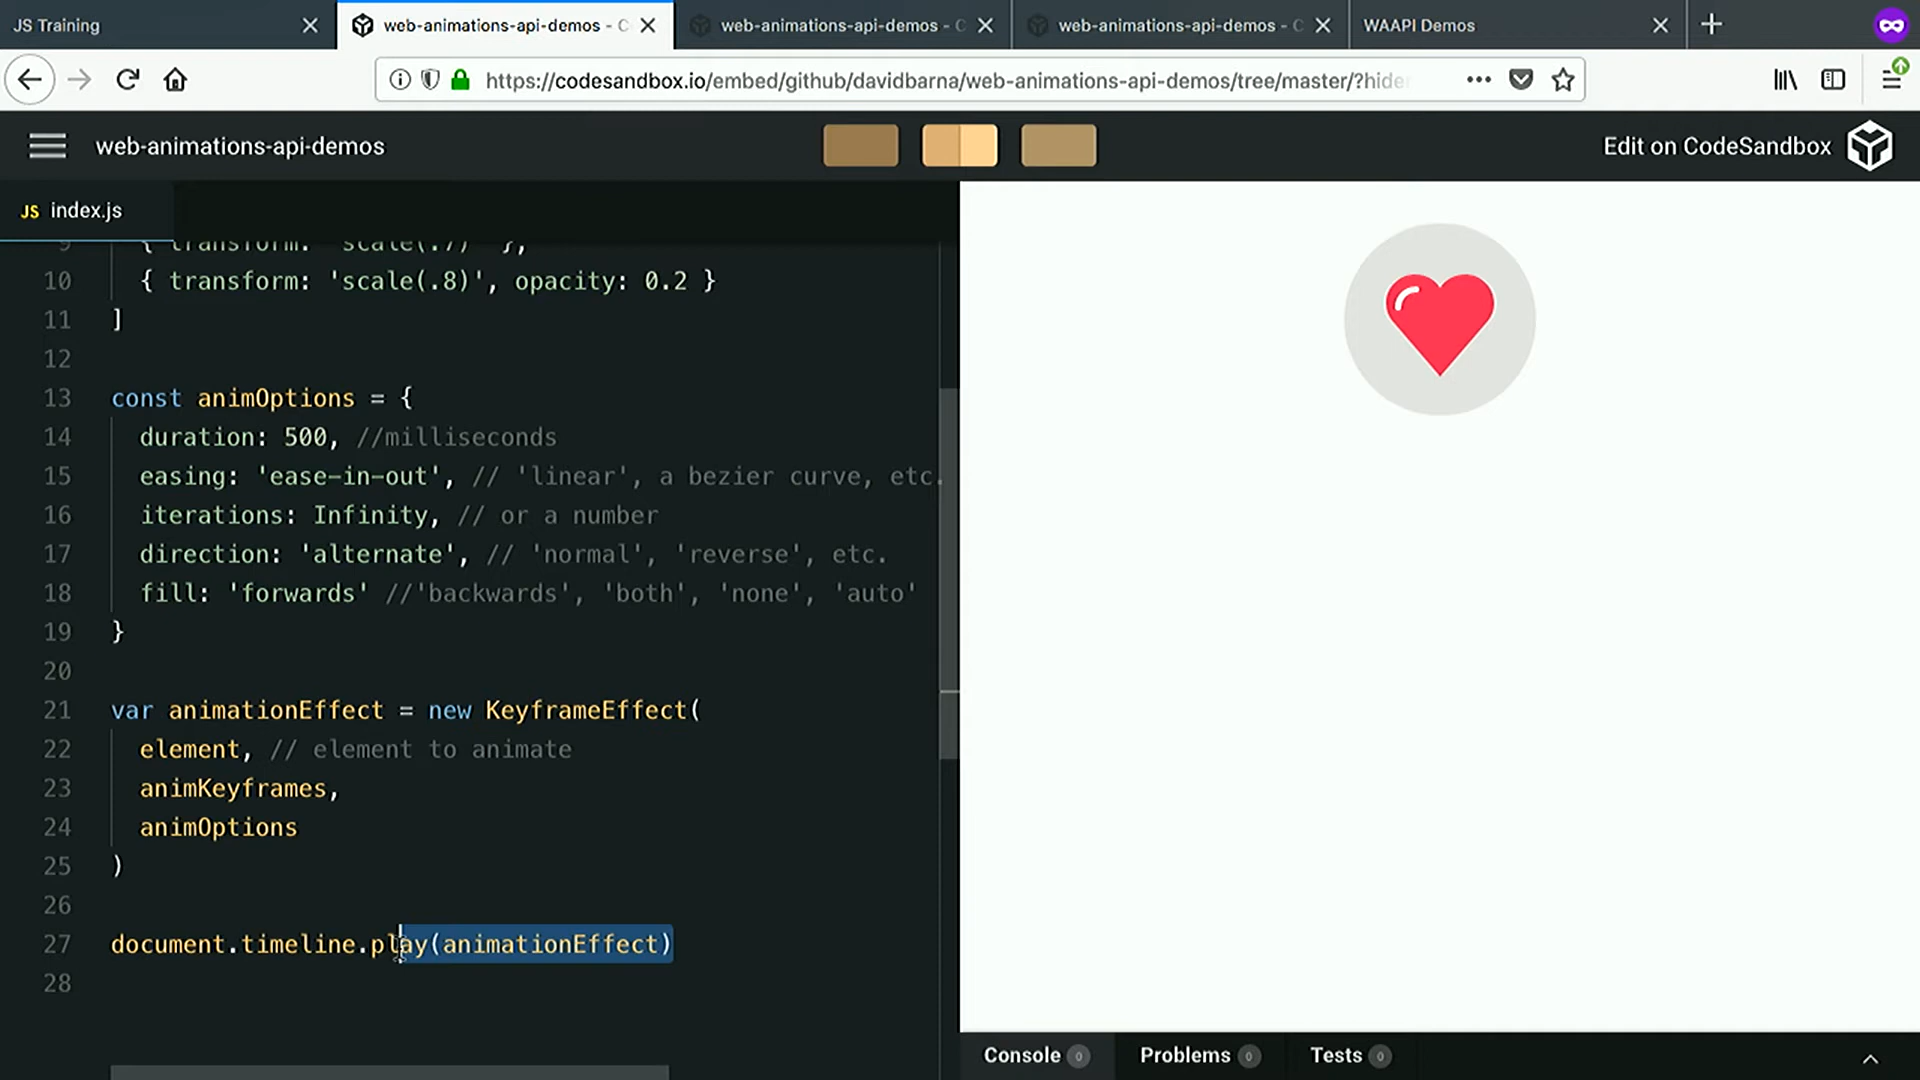 JS Training
web-animations-api-demos - C
web-animations-api-demos - C
web-animations-api-demos - C
WAAPI Demos
https://codesandbox.io/embed/github/davidbarna/web-animations-api-demos/tree/master/?hide
web-animations-api-demos
Edit on CodeSandbox
JS index.js
9 { transform: 'scale(.7)' },
10 { transform: 'scale(.8)', opacity: 0.2 }
11 ]
12
13 const animOptions = {
14 duration: 500, //milliseconds
15 easing: 'ease-in-out', // 'linear', a bezier curve, etc.
16 iterations: Infinity, // or a number
17 direction: 'alternate', // 'normal', 'reverse', etc.
18 fill: 'forwards' //'backwards', 'both', 'none', 'auto'
19 }
20
21 var animationEffect = new KeyframeEffect(
22 element, // element to animate
23 animKeyframes,
24 animOptions
25 )
26
27 document.timeline.play(animationEffect)
28
Console 0 Problems 0 Tests 0